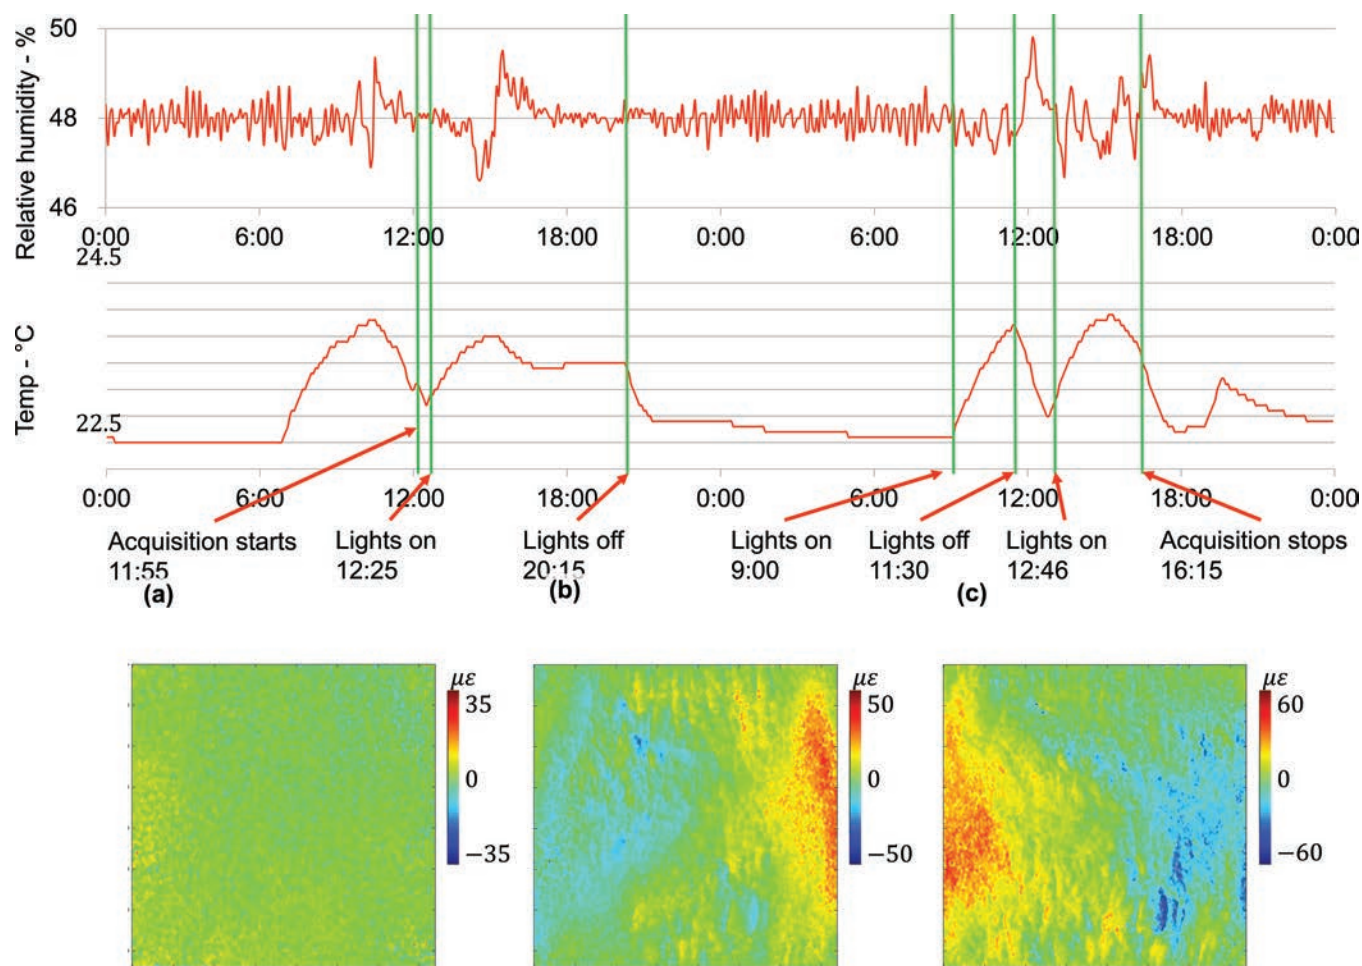 Relative humidity - %
50
48
46
0:00 6:00 12:00 18:00 0:00 6:00 12:00 18:00 0:00
24.5
Temp - °C
22.5
0:00 6:00 12:00 18:00 0:00 6:00 12:00 18:00 0:00
Acquisition starts Lights on Lights off Lights on Lights off Lights on Acquisition stops
11:55 12:25 20:15 9:00 11:30 12:46 16:15
(a) (b) (c)
με με με
35 50 60
0 0 0
−35 −50 −60